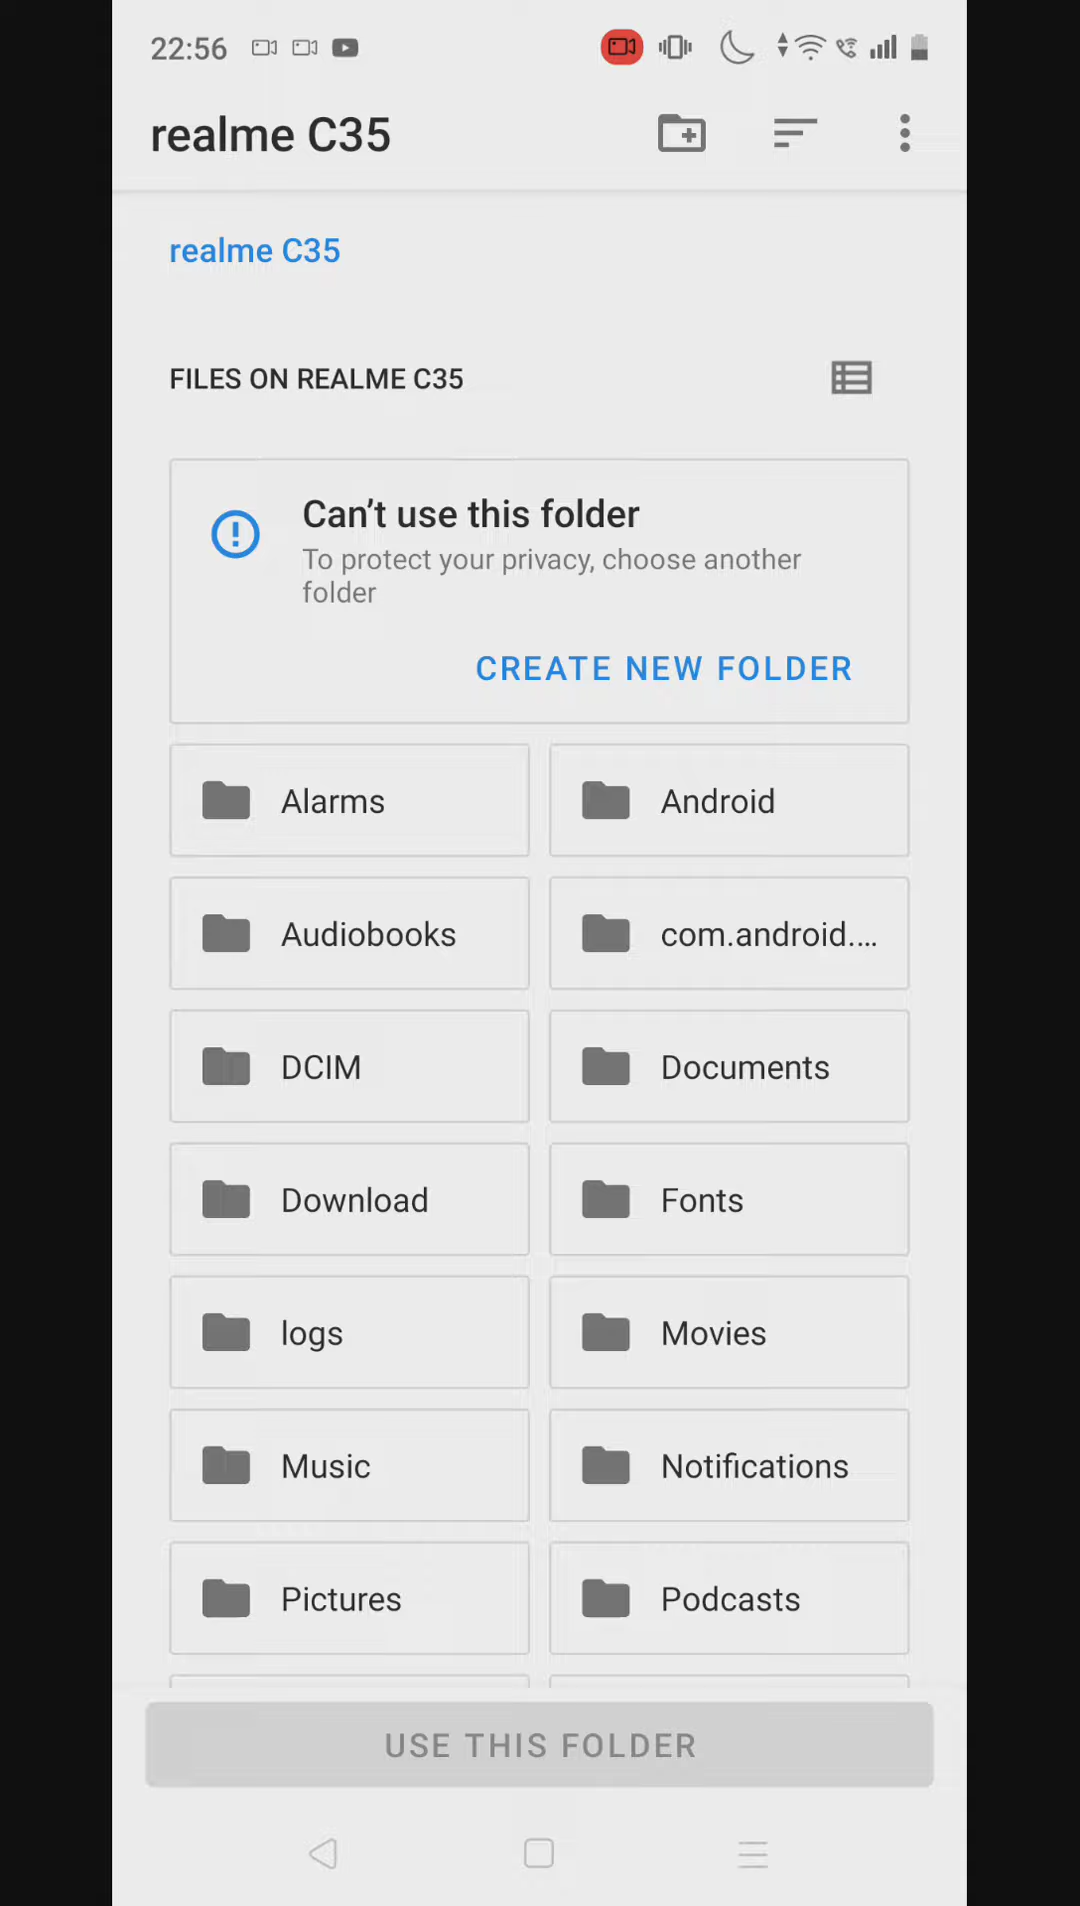 22:56
realme C35
realme C35
FILES ON REALME C35
Can’t use this folder
To protect your privacy, choose another
folder
CREATE NEW FOLDER
Alarms
Android
Audiobooks
com.android.…
DCIM
Documents
Download
Fonts
logs
Movies
Music
Notifications
Pictures
Podcasts
USE THIS FOLDER